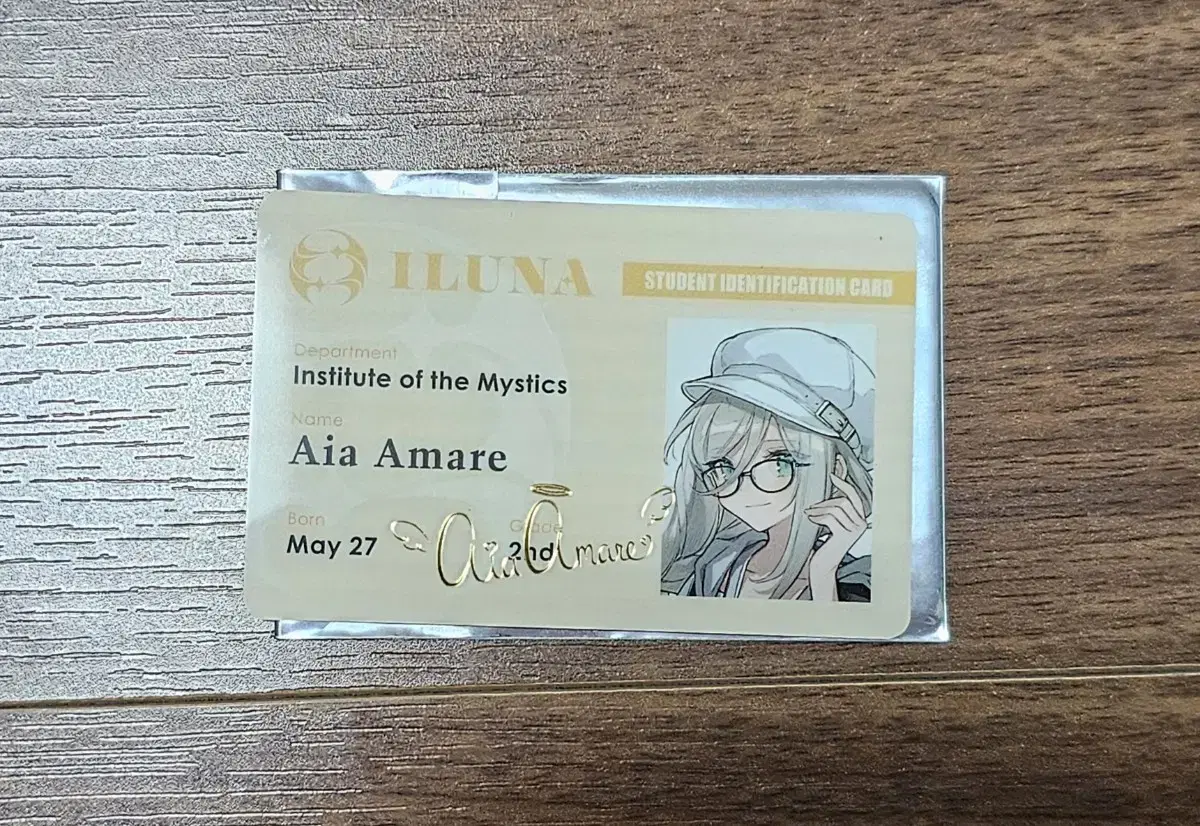 ILUNA
STUDENT IDENTIFICATION CARD
Department
Institute of the Mystics
Name
Aia Amare
Born
May 27
Grade
2nd
Aia Amare